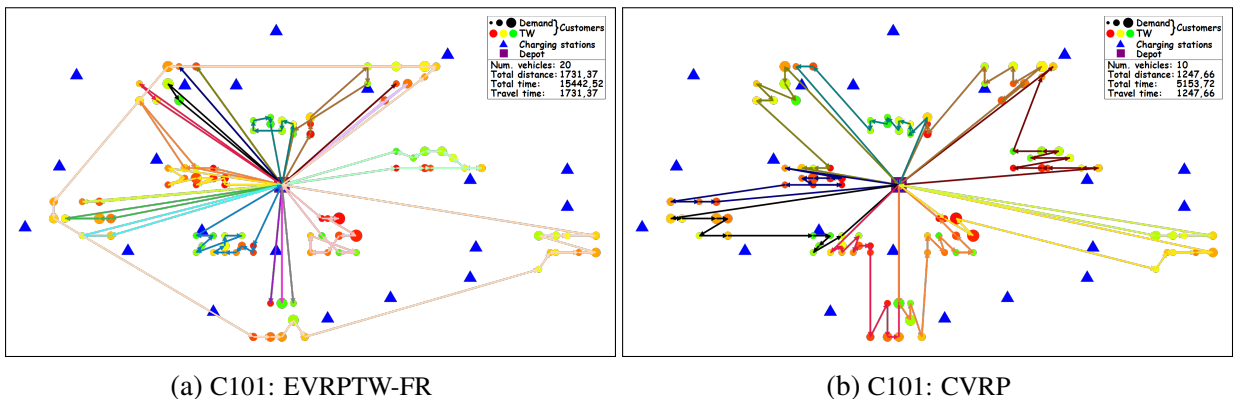 Demand } Customers
TW
Charging stations
Depot
Num. vehicles: 20
Total distance: 1731,37
Total time: 15442,52
Travel time: 1731,37
Demand } Customers
TW
Charging stations
Depot
Num. vehicles: 10
Total distance: 1247,66
Total time: 5153,72
Travel time: 1247,66
(a) C101: EVRPTW-FR
(b) C101: CVRP